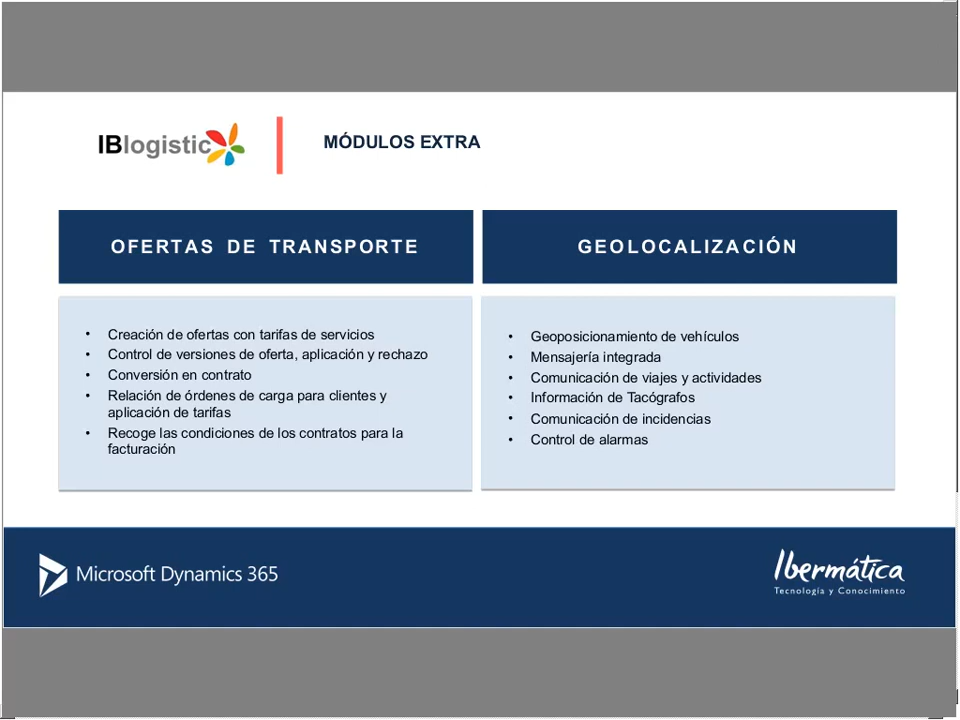 IBlogistic
MÓDULOS EXTRA
OFERTAS DE TRANSPORTE
• Creación de ofertas con tarifas de servicios
• Control de versiones de oferta, aplicación y rechazo
• Conversión en contrato
• Relación de órdenes de carga para clientes y
aplicación de tarifas
• Recoge las condiciones de los contratos para la
facturación
GEOLOCALIZACIÓN
• Geoposicionamiento de vehículos
• Mensajería integrada
• Comunicación de viajes y actividades
• Información de Tacógrafos
• Comunicación de incidencias
• Control de alarmas
Microsoft Dynamics 365
Ibermática
Tecnología y Conocimiento